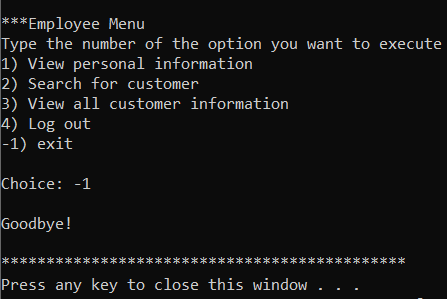 ***Employee Menu
Type the number of the option you want to execute
1) View personal information
2) Search for customer
3) View all customer information
4) Log out
-1) exit
Choice: -1
Goodbye!
*********************************************
Press any key to close this window . . .